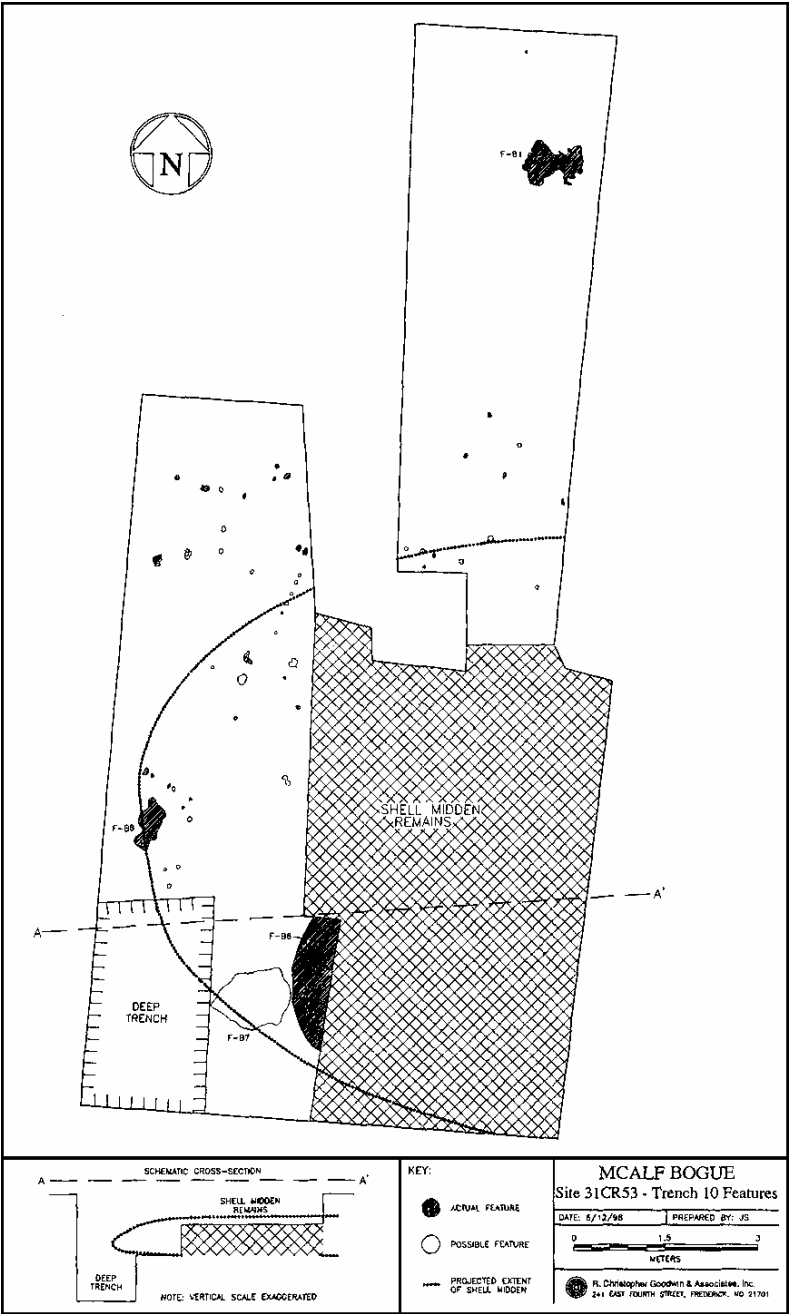 N
F-81
SHELL MIDDEN
REMAINS
F-88
A'
A
F-86
DEEP
TRENCH
F-87
SCHEMATIC CROSS-SECTION
A
A'
SHELL MIDDEN
REMAINS
DEEP
TRENCH
NOTE: VERTICAL SCALE EXAGGERATED
KEY:
ACTUAL FEATURE
POSSIBLE FEATURE
PROJECTED EXTENT
OF SHELL MIDDEN
MCALF BOGUE
Site 31CR53 - Trench 10 Features
DATE: 5/12/98
PREPARED BY: JS
0 1.5 3
METERS
R. Christopher Goodwin & Associates, Inc.
241 EAST FOURTH STREET, FREDERICK, MD 21701